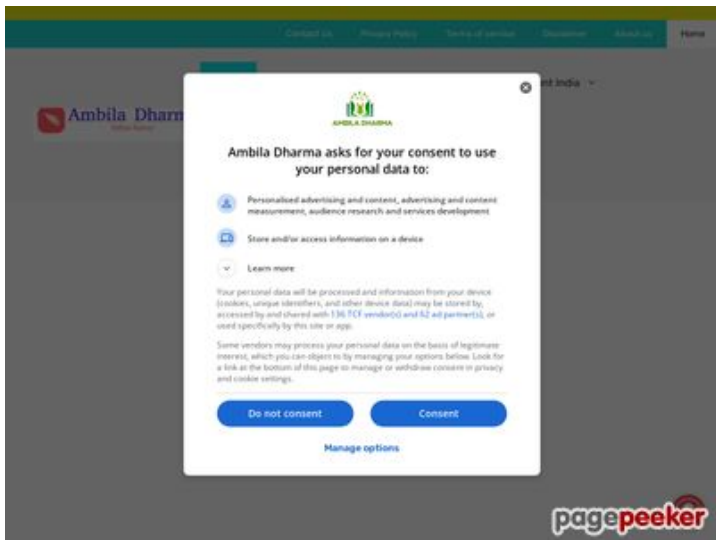 Contact Us Privacy Policy Terms of service Disclaimer About us Home
nt India
Ambila Dharm
AMBILA DHARMA
Ambila Dharma asks for your consent to use
your personal data to:
Personalised advertising and content, advertising and content
measurement, audience research and services development
Store and/or access information on a device
Learn more
Your personal data will be processed and information from your device
(cookies, unique identifiers, and other device data) may be stored by,
accessed by and shared with 136 TCF vendor(s) and 62 ad partner(s), or
used specifically by this site or app.
Some vendors may process your personal data on the basis of legitimate
interest, which you can object to by managing your options below. Look for
a link at the bottom of this page to manage or withdraw consent in privacy
and cookie settings.
Do not consent Consent
Manage options
pagepeeker